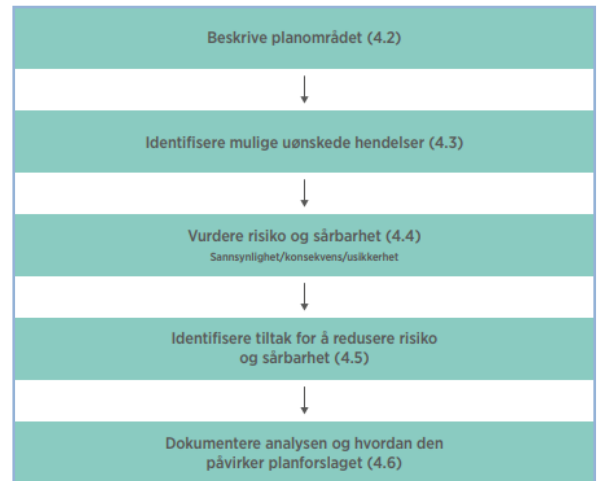 Beskrive planområdet (4.2)
Identifisere mulige uønskede hendelser (4.3)
Vurdere risiko og sårbarhet (4.4)
Sannsynlighet/konsekvens/usikkerhet
Identifisere tiltak for å redusere risiko
og sårbarhet (4.5)
Dokumentere analysen og hvordan den
påvirker planforslaget (4.6)